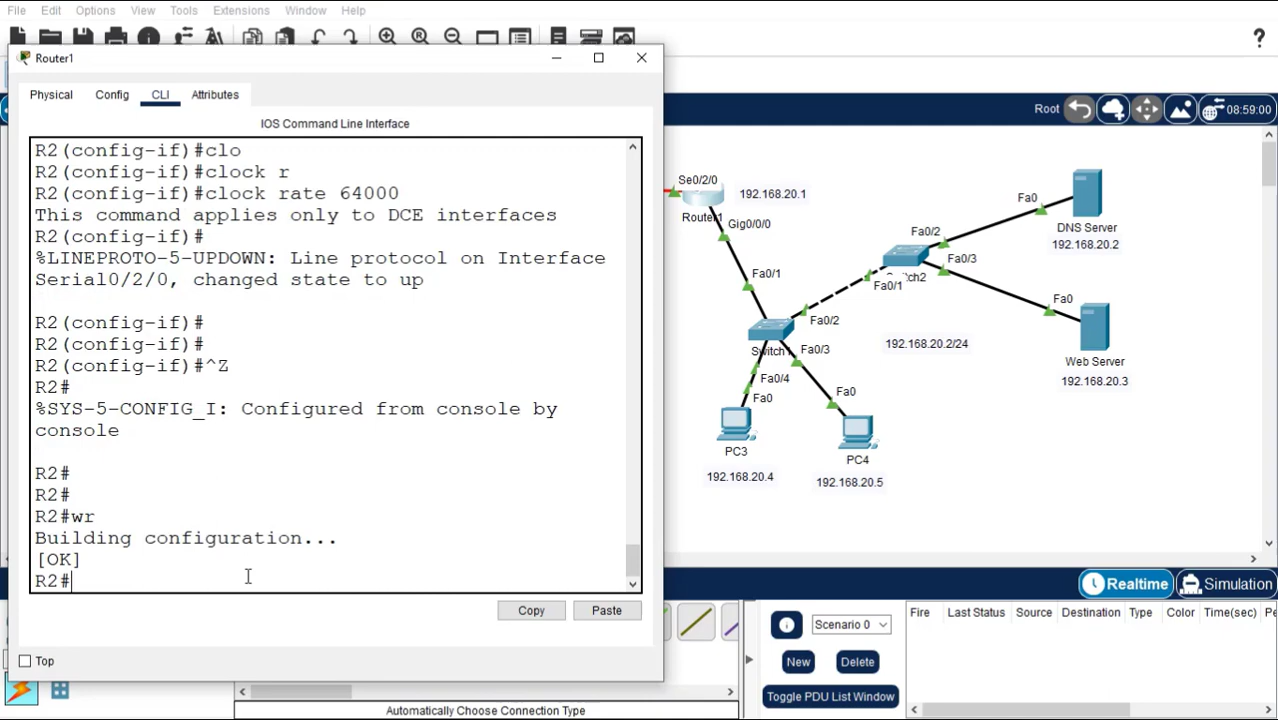 File Edit Options View Tools Extensions Window Help
?
Router1
Physical Config CLI Attributes
IOS Command Line Interface
R2(config-if)#clo
R2(config-if)#clock r
R2(config-if)#clock rate 64000
This command applies only to DCE interfaces
R2(config-if)#
%LINEPROTO-5-UPDOWN: Line protocol on Interface
Serial0/2/0, changed state to up
R2(config-if)#
R2(config-if)#
R2(config-if)#^Z
R2#
%SYS-5-CONFIG_I: Configured from console by
console
R2#
R2#
R2#wr
Building configuration...
[OK]
R2#
Copy Paste
Top
Root 08:59:00
Se0/2/0
192.168.20.1
Router1
Gig0/0/0
Fa0/1
Fa0/2
Fa0/3
Fa0/1
Fa0
DNS Server
192.168.20.2
Fa0
Web Server
192.168.20.3
192.168.20.2/24
Fa0/2
Fa0/3
Fa0/4
Fa0
Fa0
PC3
192.168.20.4
PC4
192.168.20.5
Realtime Simulation
Scenario 0
New Delete
Toggle PDU List Window
Fire Last Status Source Destination Type Color Time(sec)
Automatically Choose Connection Type